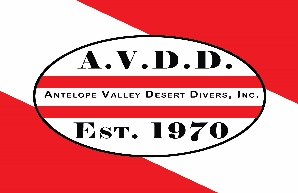 A.V.D.D.
Antelope Valley Desert Divers, Inc.
Est. 1970